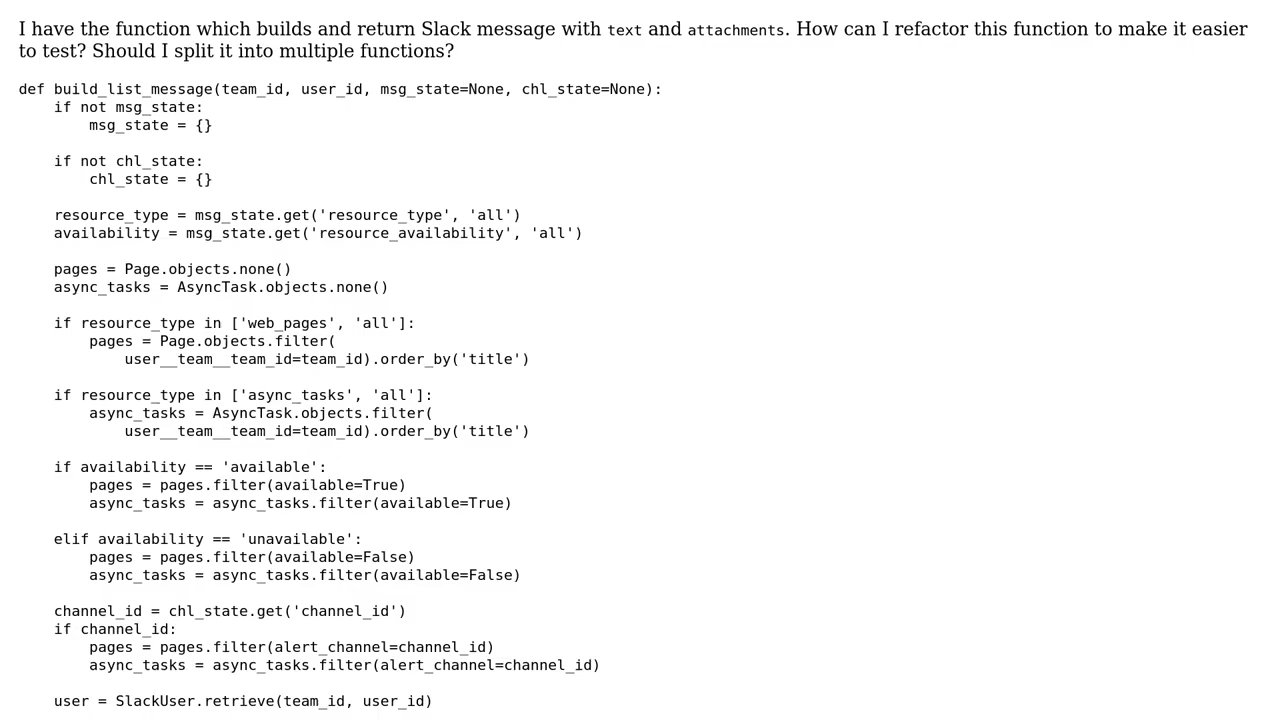 I have the function which builds and return Slack message with text and attachments. How can I refactor this function to make it easier
to test? Should I split it into multiple functions?
def build_list_message(team_id, user_id, msg_state=None, chl_state=None):
    if not msg_state:
        msg_state = {}
    if not chl_state:
        chl_state = {}
    resource_type = msg_state.get('resource_type', 'all')
    availability = msg_state.get('resource_availability', 'all')
    pages = Page.objects.none()
    async_tasks = AsyncTask.objects.none()
    if resource_type in ['web_pages', 'all']:
        pages = Page.objects.filter(
            user__team__team_id=team_id).order_by('title')
    if resource_type in ['async_tasks', 'all']:
        async_tasks = AsyncTask.objects.filter(
            user__team__team_id=team_id).order_by('title')
    if availability == 'available':
        pages = pages.filter(available=True)
        async_tasks = async_tasks.filter(available=True)
    elif availability == 'unavailable':
        pages = pages.filter(available=False)
        async_tasks = async_tasks.filter(available=False)
    channel_id = chl_state.get('channel_id')
    if channel_id:
        pages = pages.filter(alert_channel=channel_id)
        async_tasks = async_tasks.filter(alert_channel=channel_id)
    user = SlackUser.retrieve(team_id, user_id)